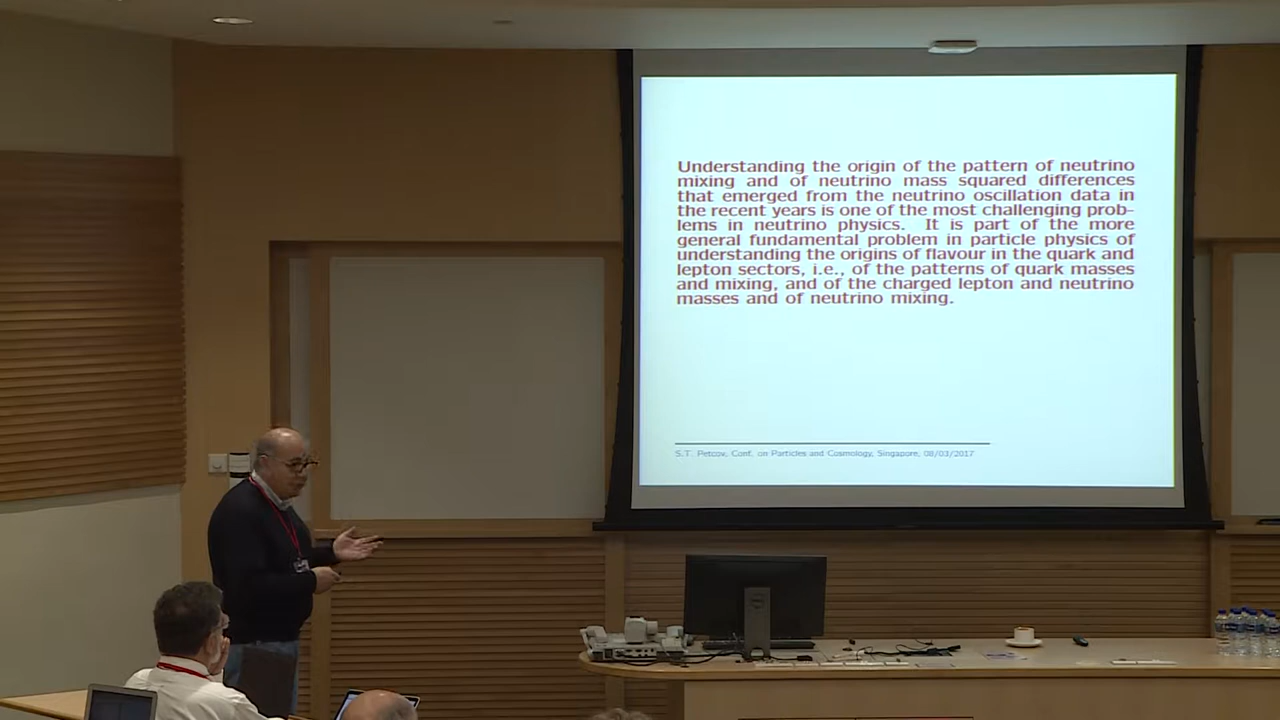 Understanding the origin of the pattern of neutrino
mixing and of neutrino mass squared differences
that emerged from the neutrino oscillation data in
the recent years is one of the most challenging prob-
lems in neutrino physics. It is part of the more
general fundamental problem in particle physics of
understanding the origins of flavour in the quark and
lepton sectors, i.e., of the patterns of quark masses
and mixing, and of the charged lepton and neutrino
masses and of neutrino mixing.
S.T. Petcov, Conf. on Particles and Cosmology, Singapore, 08/03/2017